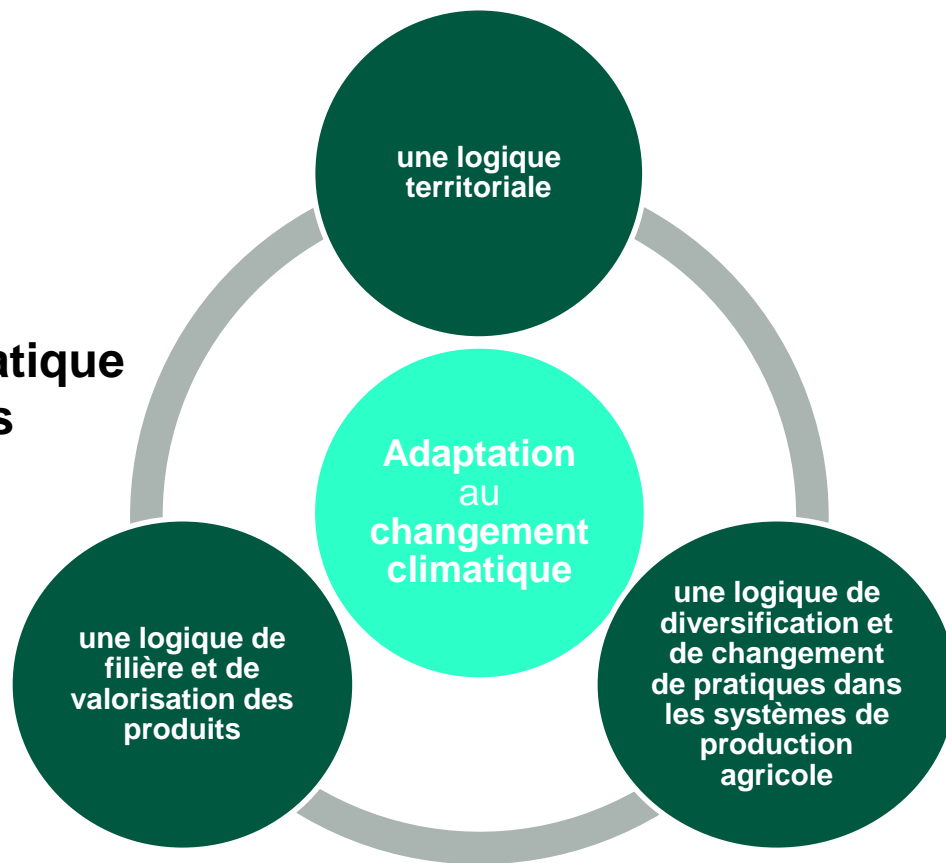 une logique
territoriale
atique
s
Adaptation
au
changement
climatique
une logique de
filière et de
valorisation des
produits
une logique de
diversification et
de changement
de pratiques dans
les systèmes de
production
agricole